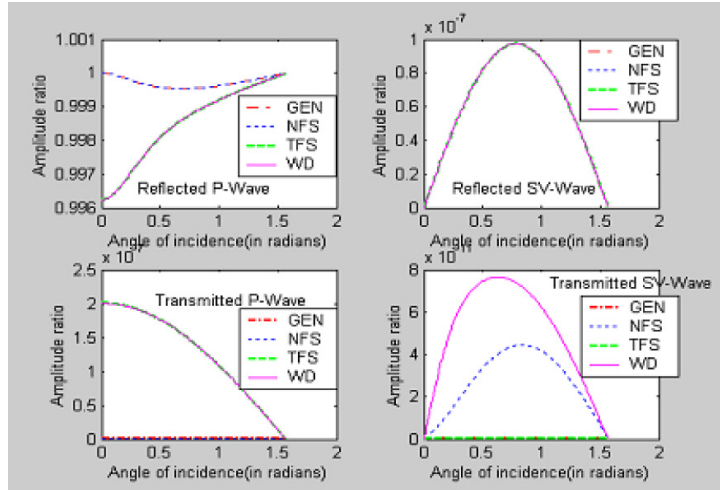 1.001
1
0.999
0.998
0.997
0.996
0
0.5
1
1.5
2
Amplitude ratio
Angle of incidence(in radians)
Reflected P-Wave
GEN
NFS
TFS
WD
x 10-7
1
0.8
0.6
0.4
0.2
0
0
0.5
1
1.5
2
Amplitude ratio
Angle of incidence(in radians)
Reflected SV-Wave
GEN
NFS
TFS
WD
x 10-7
2.5
2
1.5
1
0.5
0
0
0.5
1
1.5
2
Amplitude ratio
Angle of incidence(in radians)
Transmitted P-Wave
GEN
NFS
TFS
WD
x 10-11
8
6
4
2
0
0
0.5
1
1.5
2
Amplitude ratio
Angle of incidence(in radians)
Transmitted SV-Wave
GEN
NFS
TFS
WD